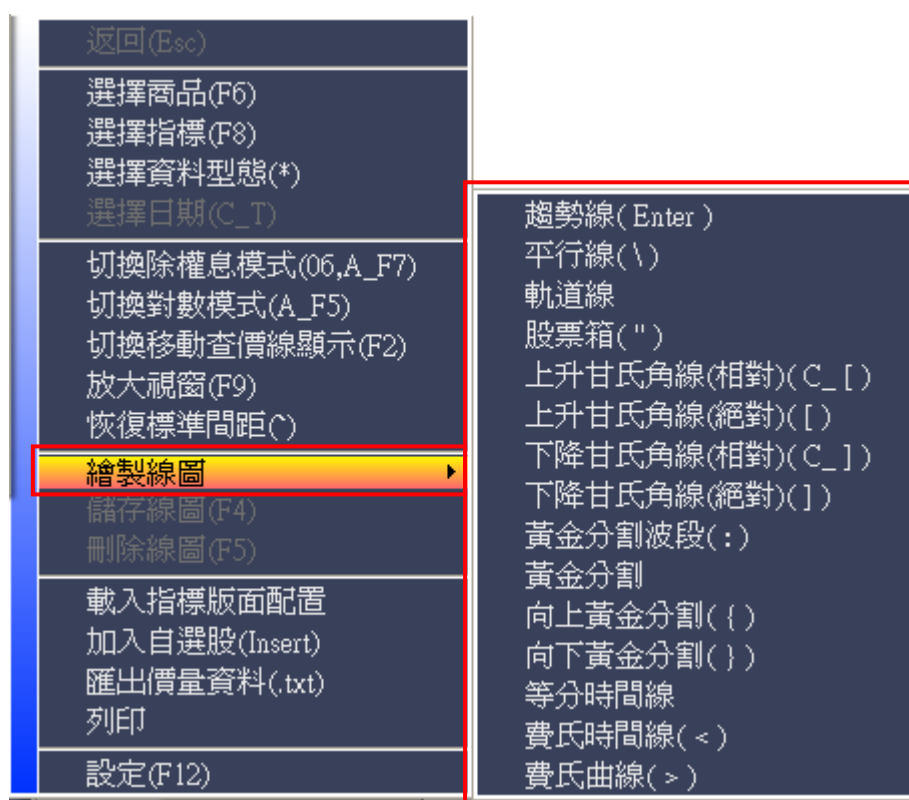 返回(Esc)
選擇商品(F6)
選擇指標(F8)
選擇資料型態(*)
選擇日期(C_T)
切換除權息模式(06,A_F7)
切換對數模式(A_F5)
切換移動查價線顯示(F2)
放大視窗(F9)
恢復標準間距(^)
繪製線圖
儲存線圖(F4)
刪除線圖(F5)
載入指標版面配置
加入自選股(Insert)
匯出價量資料(.txt)
列印
設定(F12)
趨勢線( Enter )
平行線( \ )
軌道線
股票箱( " )
上升甘氏角線(相對)( C_[ )
上升甘氏角線(絕對)( [ )
下降甘氏角線(相對)( C_] )
下降甘氏角線(絕對)( ] )
黃金分割波段( : )
黃金分割
向上黃金分割( { )
向下黃金分割( } )
等分時間線
費氏時間線( < )
費氏曲線( > )